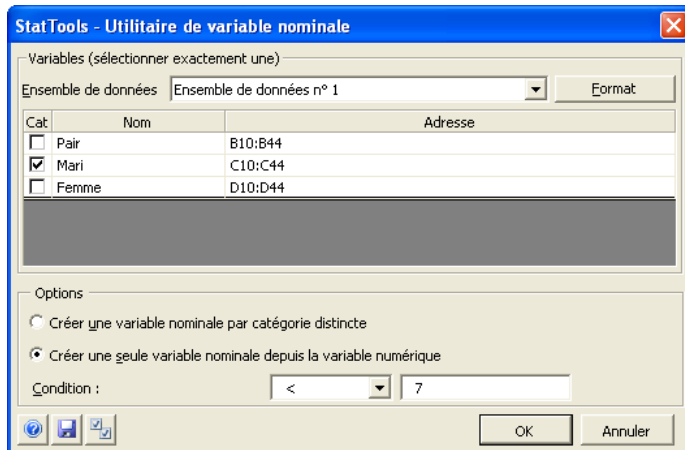 StatTools - Utilitaire de variable nominale
Variables (sélectionner exactement une)
Ensemble de données Ensemble de données n° 1 Format
Cat Nom Adresse
Pair B10:B44
Mari C10:C44
Femme D10:D44
Options
Créer une variable nominale par catégorie distincte
Créer une seule variable nominale depuis la variable numérique
Condition : < 7
OK Annuler